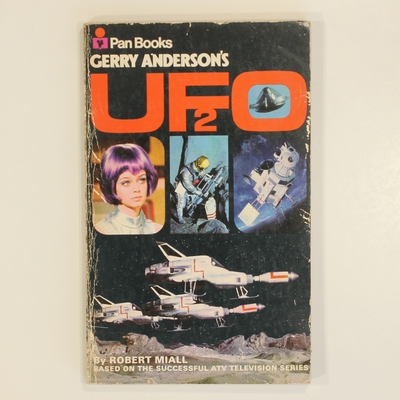 Pan Books
GERRY ANDERSON'S
UFO
2
By ROBERT MIALL
BASED ON THE SUCCESSFUL ATV TELEVISION SERIES